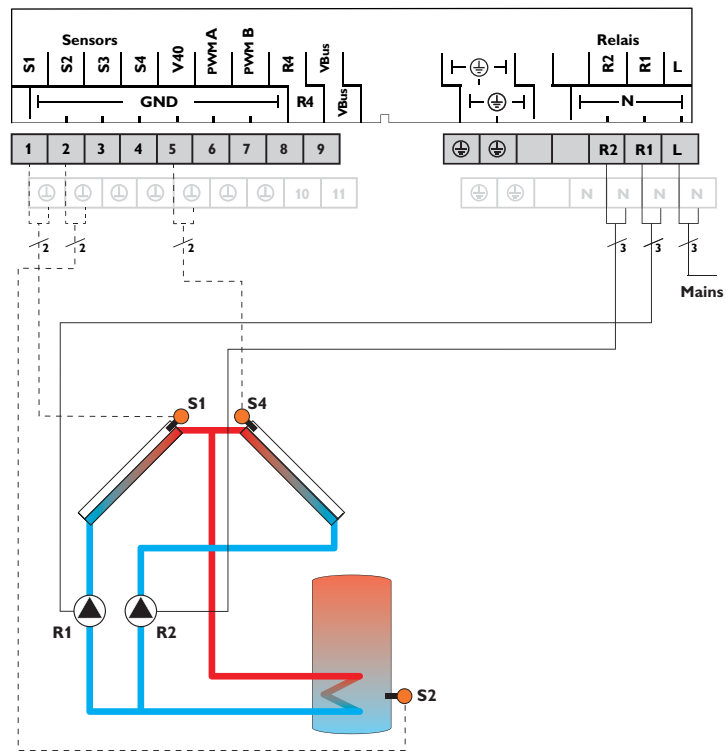 Sensors
Relais
S1 S2 S3 S4 V40 PWM A PWM B R4 VBus
R2 R1 L
GND R4 VBus
N
1 2 3 4 5 6 7 8 9
R2 R1 L
10 11
N N N N
2 2 2
3 3 3
Mains
S1 S4
R1 R2
S2